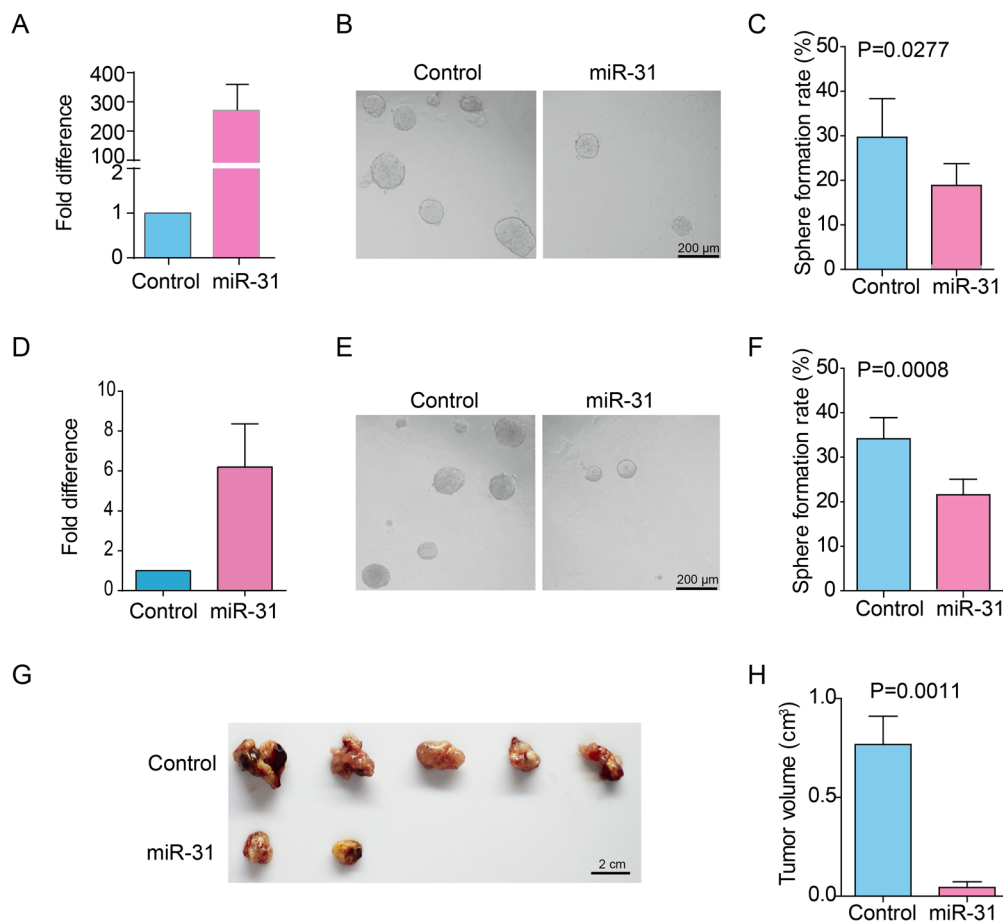 A
Fold difference
400
300
200
100
2
1
0
Control
miR-31
B
Control
miR-31
200 µm
C
Sphere formation rate (%)
50
40
30
20
10
0
P=0.0277
Control
miR-31
D
Fold difference
10
8
6
4
2
0
Control
miR-31
E
Control
miR-31
200 µm
F
Sphere formation rate (%)
50
40
30
20
10
0
P=0.0008
Control
miR-31
G
Control
miR-31
2 cm
H
Tumor volume (cm³)
1.0
0.5
0.0
P=0.0011
Control
miR-31